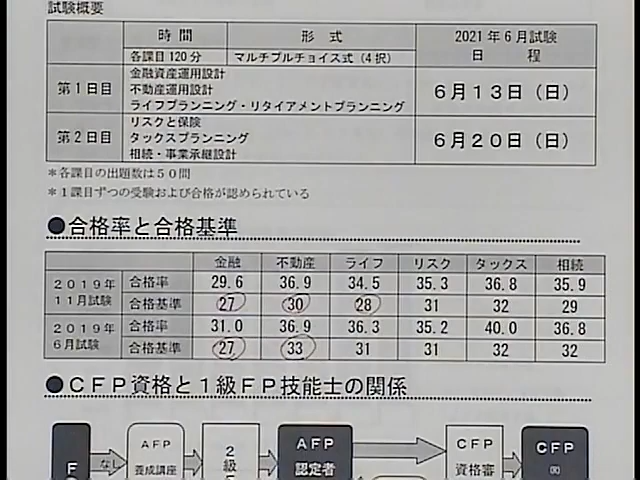 試験概要
時間 形式 2021年6月試験
各課目120分 マルチプルチョイス式(4択) 日程
第1日目 金融資産運用設計
不動産運用設計 6月13日(日)
ライフプランニング・リタイアメントプランニング
第2日目 リスクと保険
タックスプランニング 6月20日(日)
相続・事業承継設計
*各課目の出題数は50問
*1課目ずつの受験および合格が認められている
●合格率と合格基準
金融 不動産 ライフ リスク タックス 相続
2019年 合格率 29.6 36.9 34.5 35.3 36.8 35.9
11月試験 合格基準 27 30 28 31 32 29
2019年 合格率 31.0 36.9 36.3 35.2 40.0 36.8
6月試験 合格基準 27 33 31 31 32 32
●CFP資格と1級FP技能士の関係
AFP 2 AFP CFP CFP
なし 養成講座 級 認定者 資格審